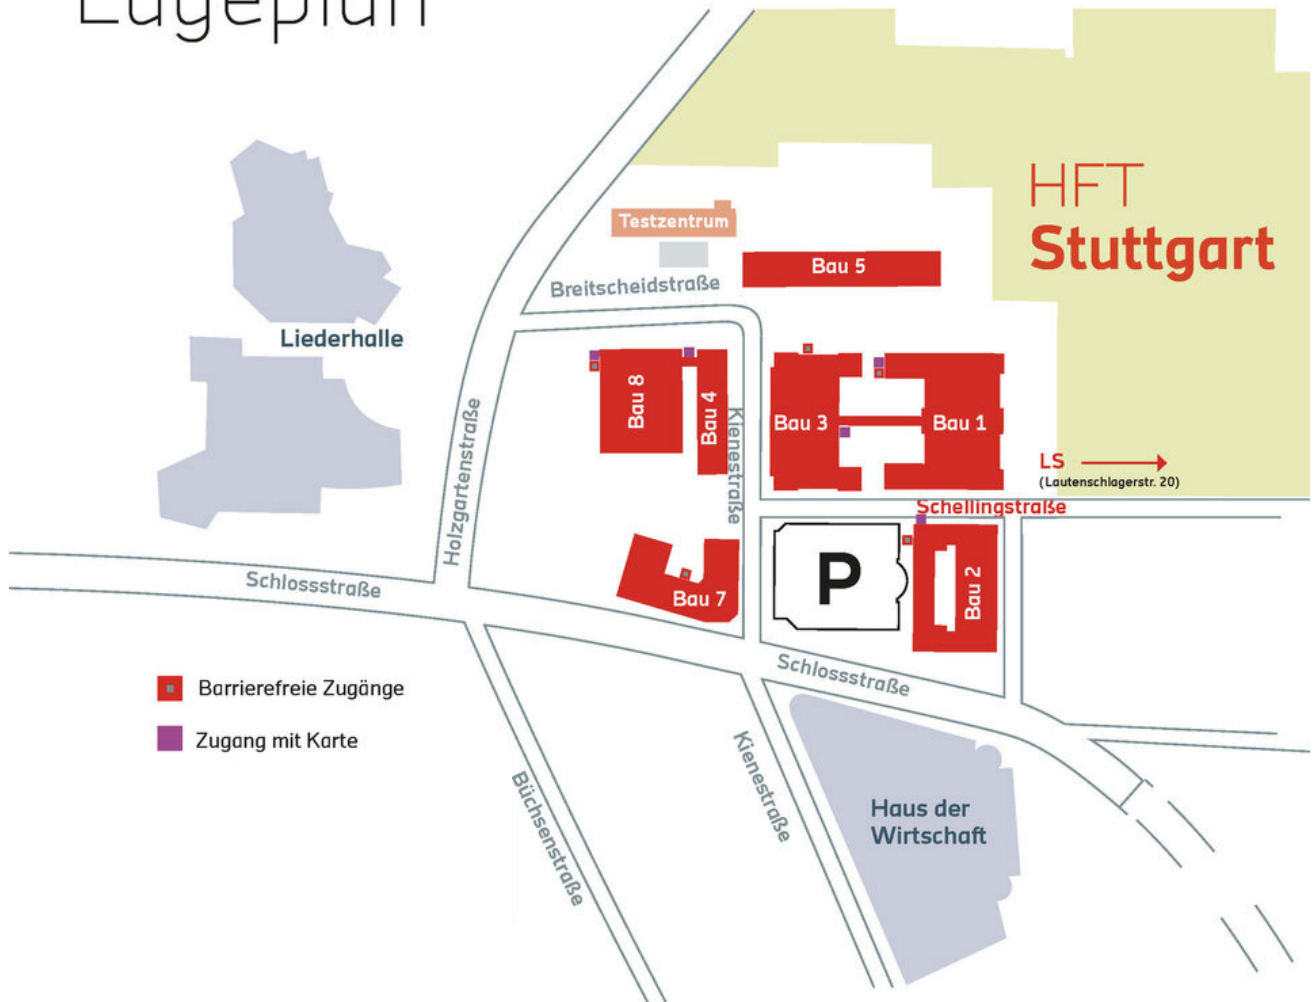 Lageplan
HFT
Stuttgart
Testzentrum
Bau 5
Breitscheidstraße
Liederhalle
Bau 8
Bau 4
Kienestraße
Bau 3
Bau 1
Holzgartenstraße
LS
(Lautenschlagerstr. 20)
Schellingstraße
P
Bau 2
Bau 7
Schlossstraße
Schlossstraße
Barrierefreie Zugänge
Zugang mit Karte
Kienestraße
Büchsenstraße
Haus der
Wirtschaft